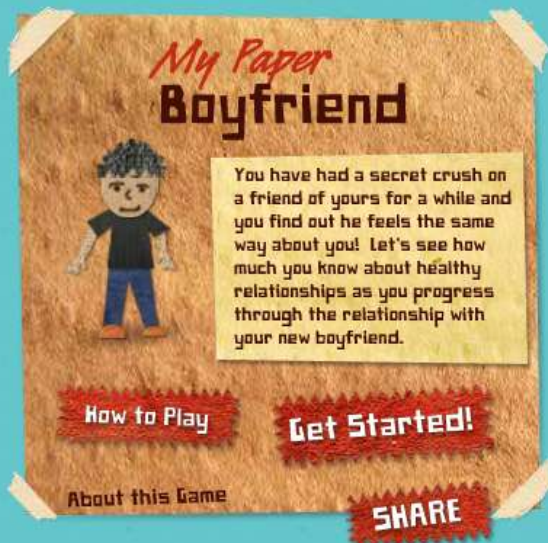 My Paper
Boyfriend
You have had a secret crush on
a friend of yours for a while and
you find out he feels the same
way about you! Let's see how
much you know about healthy
relationships as you progress
through the relationship with
your new boyfriend.
How to Play
Get Started!
About this Game
SHARE